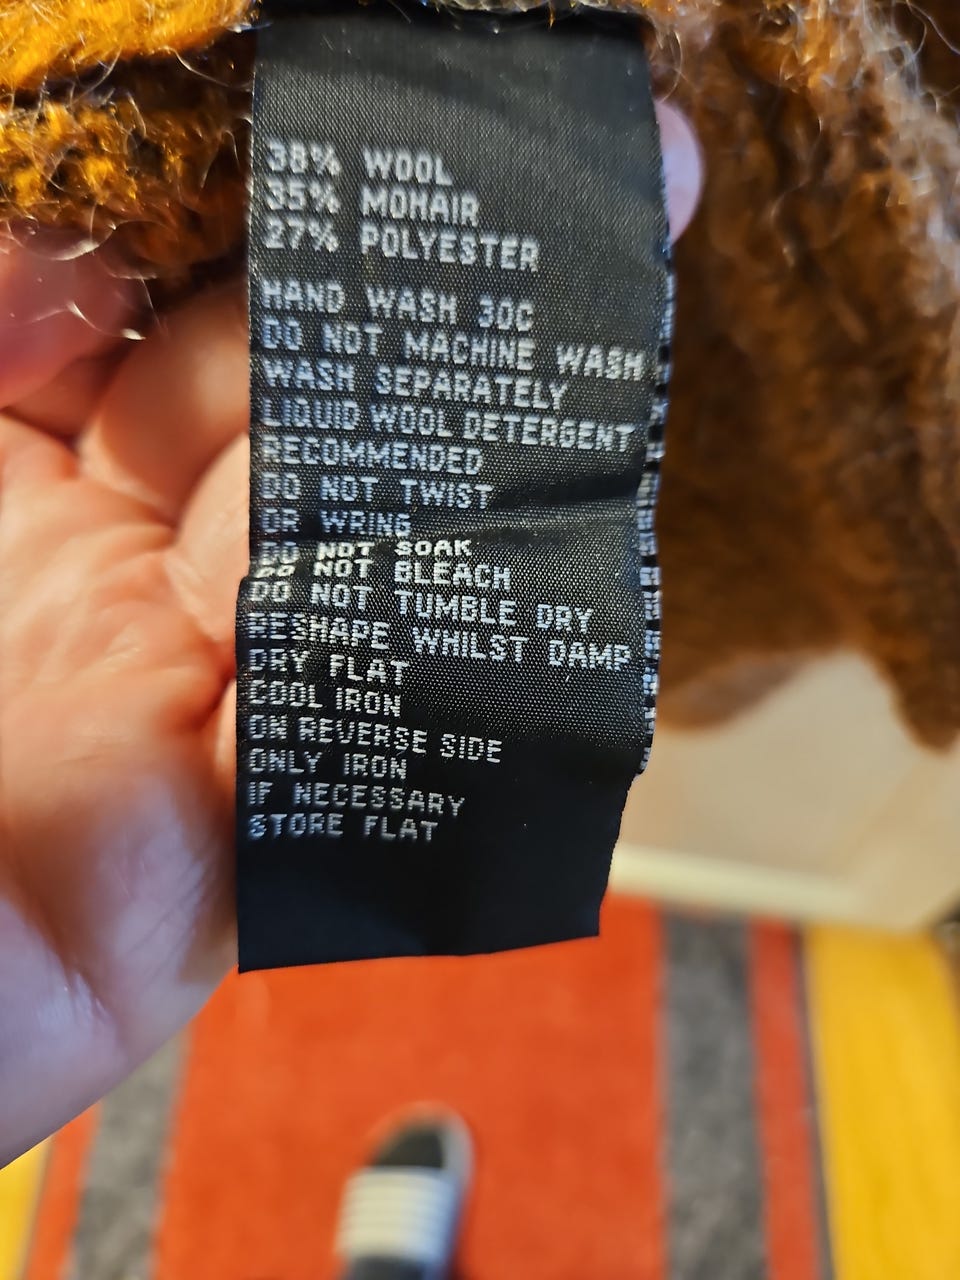 38% WOOL
35% MOHAIR
27% POLYESTER
HAND WASH 30C
DO NOT MACHINE WASH
WASH SEPARATELY
LIQUID WOOL DETERGENT
RECOMMENDED
DO NOT TWIST
OR WRING
DO NOT SOAK
DO NOT BLEACH
DO NOT TUMBLE DRY
RESHAPE WHILST DAMP
DRY FLAT
COOL IRON
ON REVERSE SIDE
ONLY IRON
IF NECESSARY
STORE FLAT